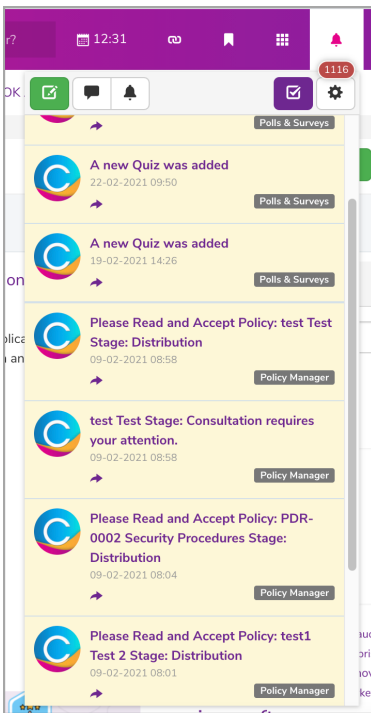 r?
12:31
1116
OK
Polls & Surveys
A new Quiz was added
22-02-2021 09:50
Polls & Surveys
A new Quiz was added
19-02-2021 14:26
Polls & Surveys
on
Please Read and Accept Policy: test Test
Stage: Distribution
09-02-2021 08:58
Policy Manager
test Test Stage: Consultation requires
your attention.
09-02-2021 08:58
Policy Manager
Please Read and Accept Policy: PDR-
0002 Security Procedures Stage:
Distribution
09-02-2021 08:04
Policy Manager
Please Read and Accept Policy: test1
Test 2 Stage: Distribution
09-02-2021 08:01
Policy Manager